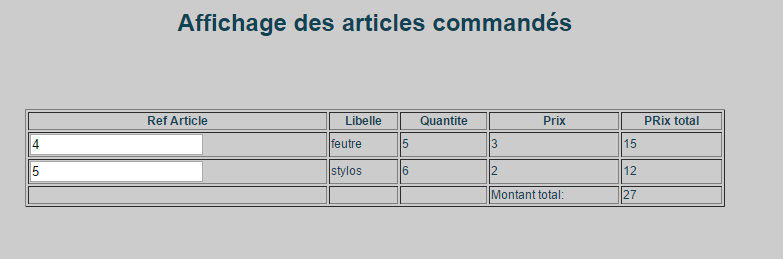 Affichage des articles commandés
Ref Article Libelle Quantite Prix PRix total
4 feutre 5 3 15
5 stylos 6 2 12
Montant total: 27